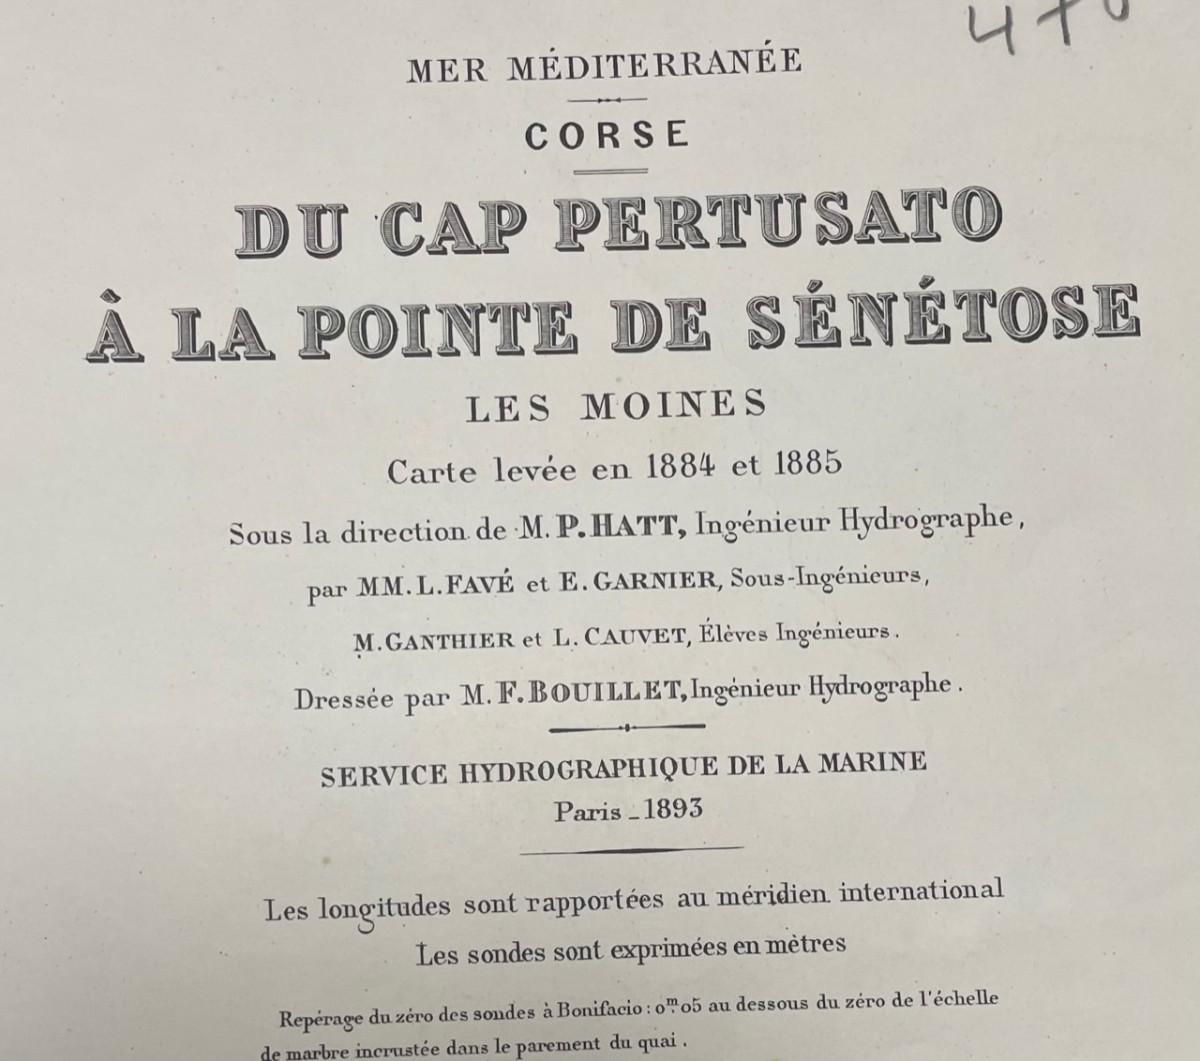 MER MÉDITERRANÉE
CORSE
DU CAP PERTUSATO
À LA POINTE DE SÉNÉTOSE
LES MOINES
Carte levée en 1884 et 1885
Sous la direction de M. P. HATT, Ingénieur Hydrographe,
par MM. L. FAVÉ et E. GARNIER, Sous-Ingénieurs,
M. GANTHIER et L. CAUVET, Élèves Ingénieurs.
Dressée par M. F. BOUILLET, Ingénieur Hydrographe.
SERVICE HYDROGRAPHIQUE DE LA MARINE
Paris _ 1893
Les longitudes sont rapportées au méridien international
Les sondes sont exprimées en mètres
Repérage du zéro des sondes à Bonifacio : 0m.05 au dessous du zéro de l'échelle
de marbre incrustée dans le parement du quai.